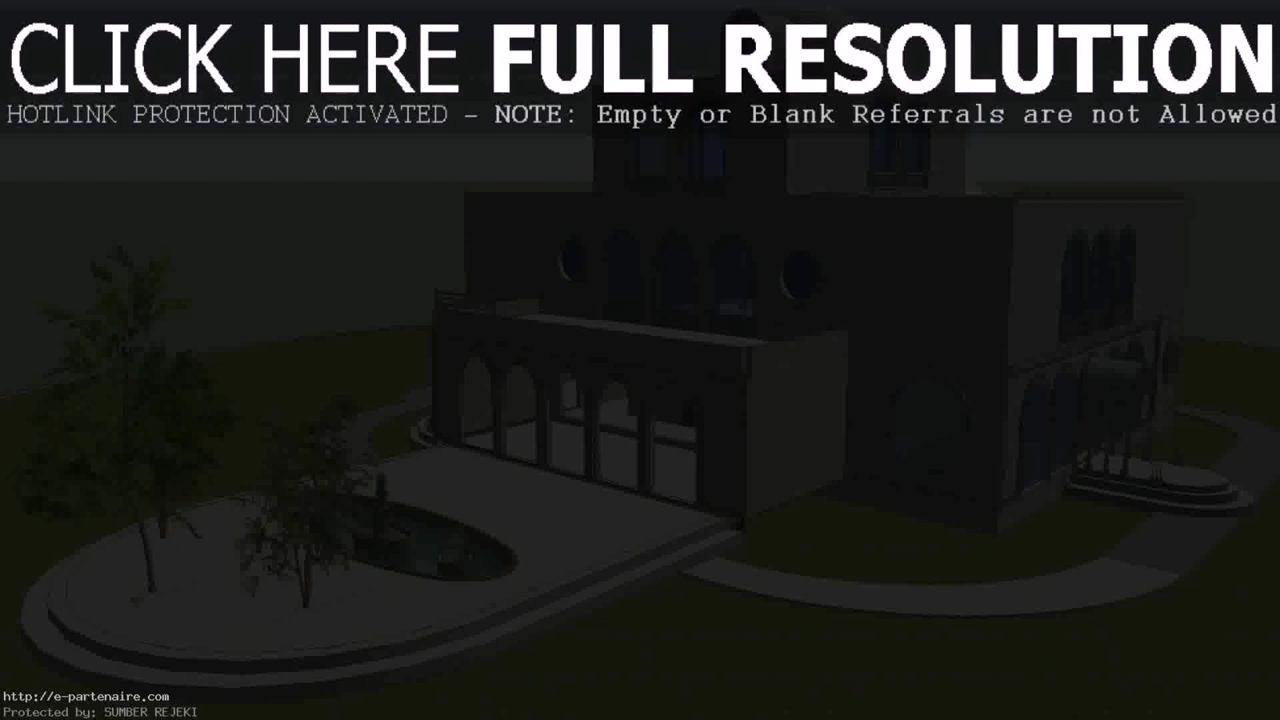 CLICK HERE FULL RESOLUTION
HOTLINK PROTECTION ACTIVATED - NOTE: Empty or Blank Referrals are not Allowed
http://e-partenaire.com
Protected by: SUMBER REJEKI